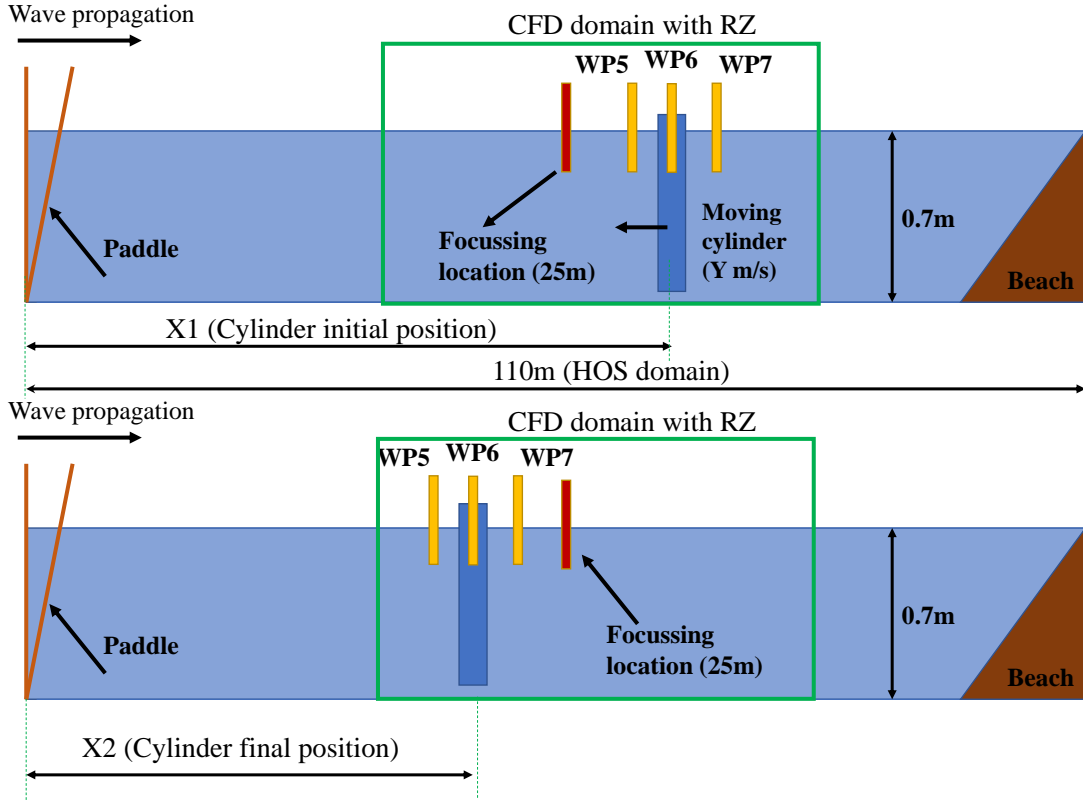 Wave propagation
CFD domain with RZ
WP5 WP6 WP7
Paddle
Focussing
location (25m)
Moving
cylinder
(Y m/s)
0.7m
Beach
X1 (Cylinder initial position)
110m (HOS domain)
Wave propagation
CFD domain with RZ
WP5 WP6 WP7
Paddle
Focussing
location (25m)
0.7m
Beach
X2 (Cylinder final position)